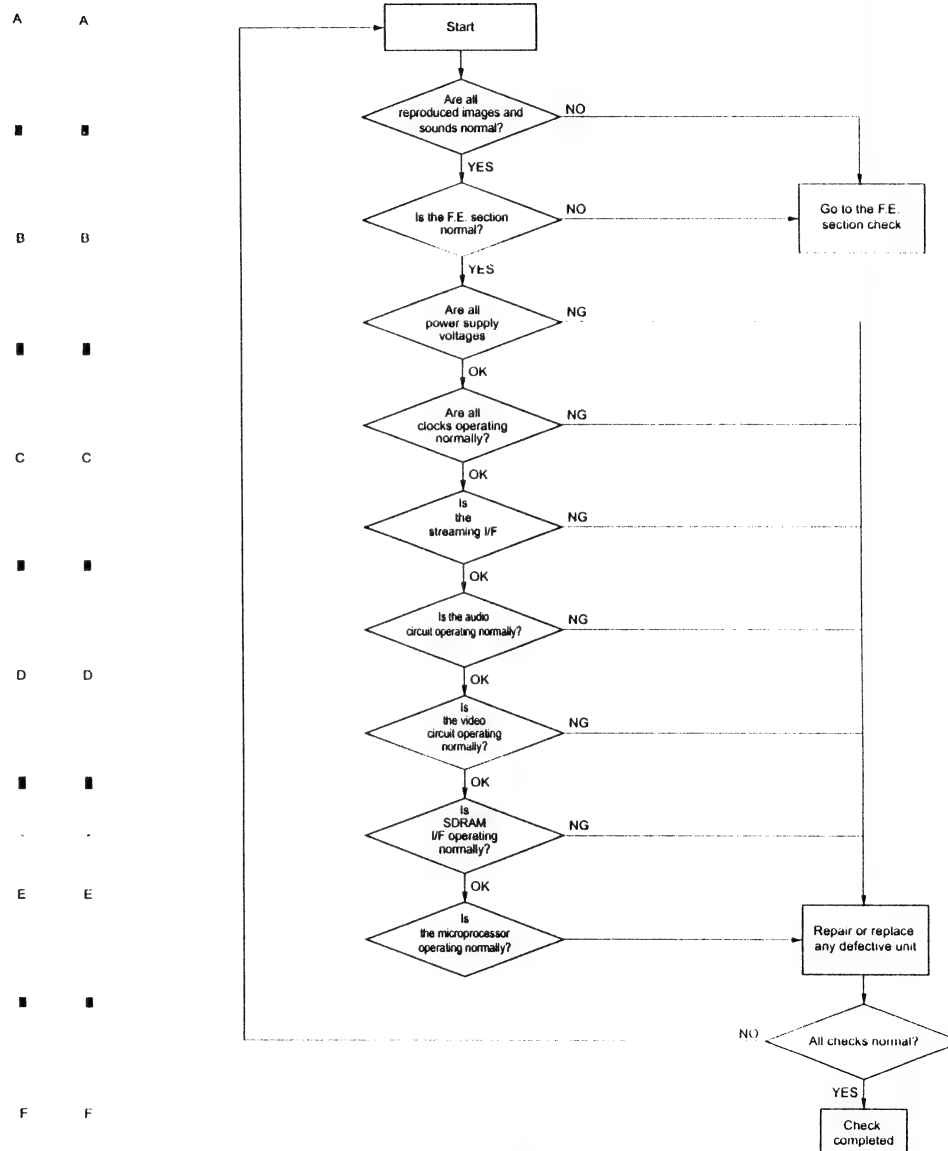 A A
Start
Are all
reproduced images and
sounds normal?
NO
YES
Is the F.E. section
normal?
NO
Go to the F.E.
section check
B B
YES
Are all
power supply
voltages
NG
OK
Are all
clocks operating
normally?
NG
C C
OK
Is
the
streaming I/F
NG
OK
Is the audio
circuit operating normally?
NG
D D
OK
Is
the video
circuit operating
normally?
NG
OK
Is
SDRAM
I/F operating
normally?
NG
E E
OK
Is
the microprocessor
operating normally?
Repair or replace
any defective unit
NO
All checks normal?
YES
F F
Check
completed